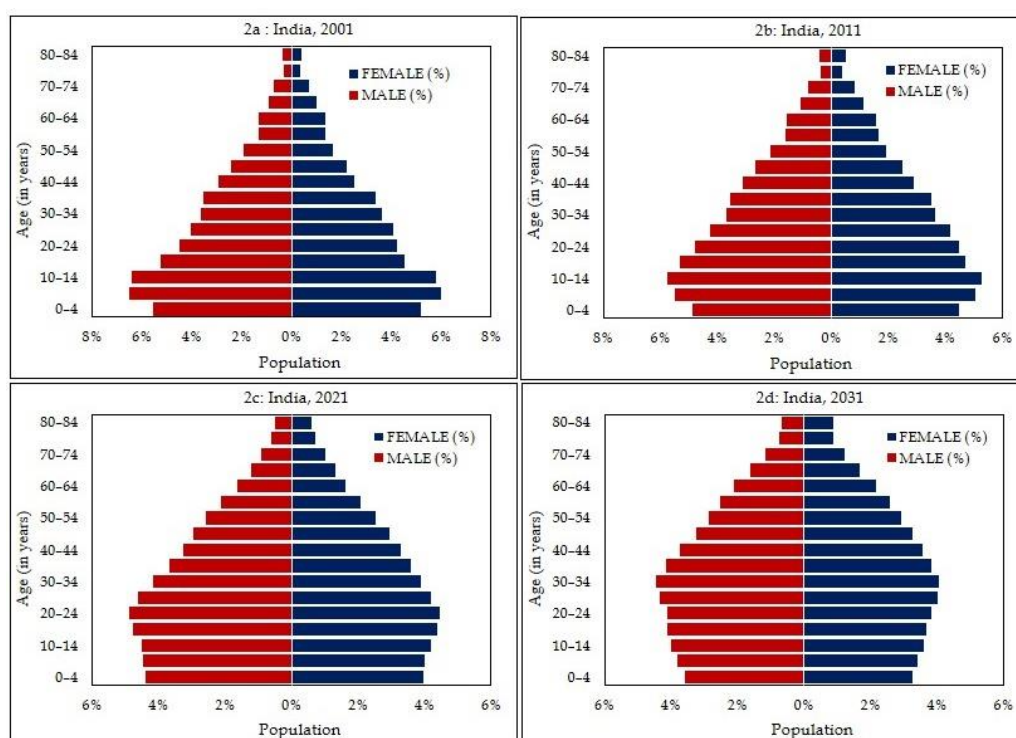 2a : India, 2001
80–84
70–74
60–64
50–54
40–44
30–34
20–24
10–14
0–4
Age (in years)
FEMALE (%)
MALE (%)
8% 6% 4% 2% 0% 2% 4% 6% 8%
Population
2b: India, 2011
80–84
70–74
60–64
50–54
40–44
30–34
20–24
10–14
0–4
Age (in years)
FEMALE (%)
MALE (%)
8% 6% 4% 2% 0% 2% 4% 6%
Population
2c: India, 2021
80–84
70–74
60–64
50–54
40–44
30–34
20–24
10–14
0–4
Age (in years)
FEMALE (%)
MALE (%)
6% 4% 2% 0% 2% 4% 6%
Population
2d: India, 2031
80–84
70–74
60–64
50–54
40–44
30–34
20–24
10–14
0–4
Age (in years)
FEMALE (%)
MALE (%)
6% 4% 2% 0% 2% 4% 6%
Population